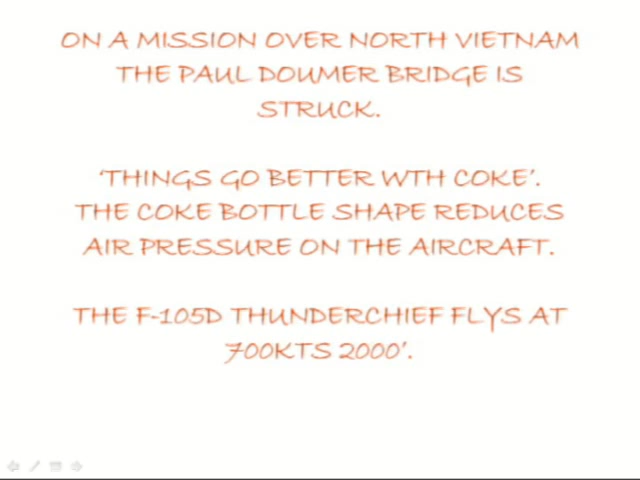 ON A MISSION OVER NORTH VIETNAM
THE PAUL DOUMER BRIDGE IS
STRUCK.
'THINGS GO BETTER WTH COKE'.
THE COKE BOTTLE SHAPE REDUCES
AIR PRESSURE ON THE AIRCRAFT.
THE F-105D THUNDERCHIEF FLYS AT
700KTS 2000'.